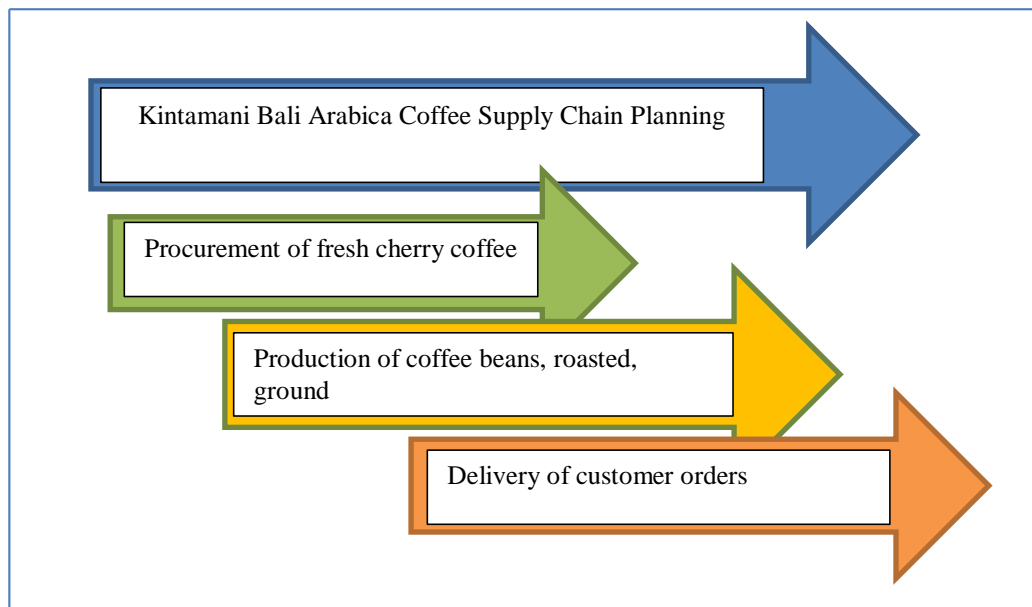 Kintamani Bali Arabica Coffee Supply Chain Planning
Procurement of fresh cherry coffee
Production of coffee beans, roasted,
ground
Delivery of customer orders